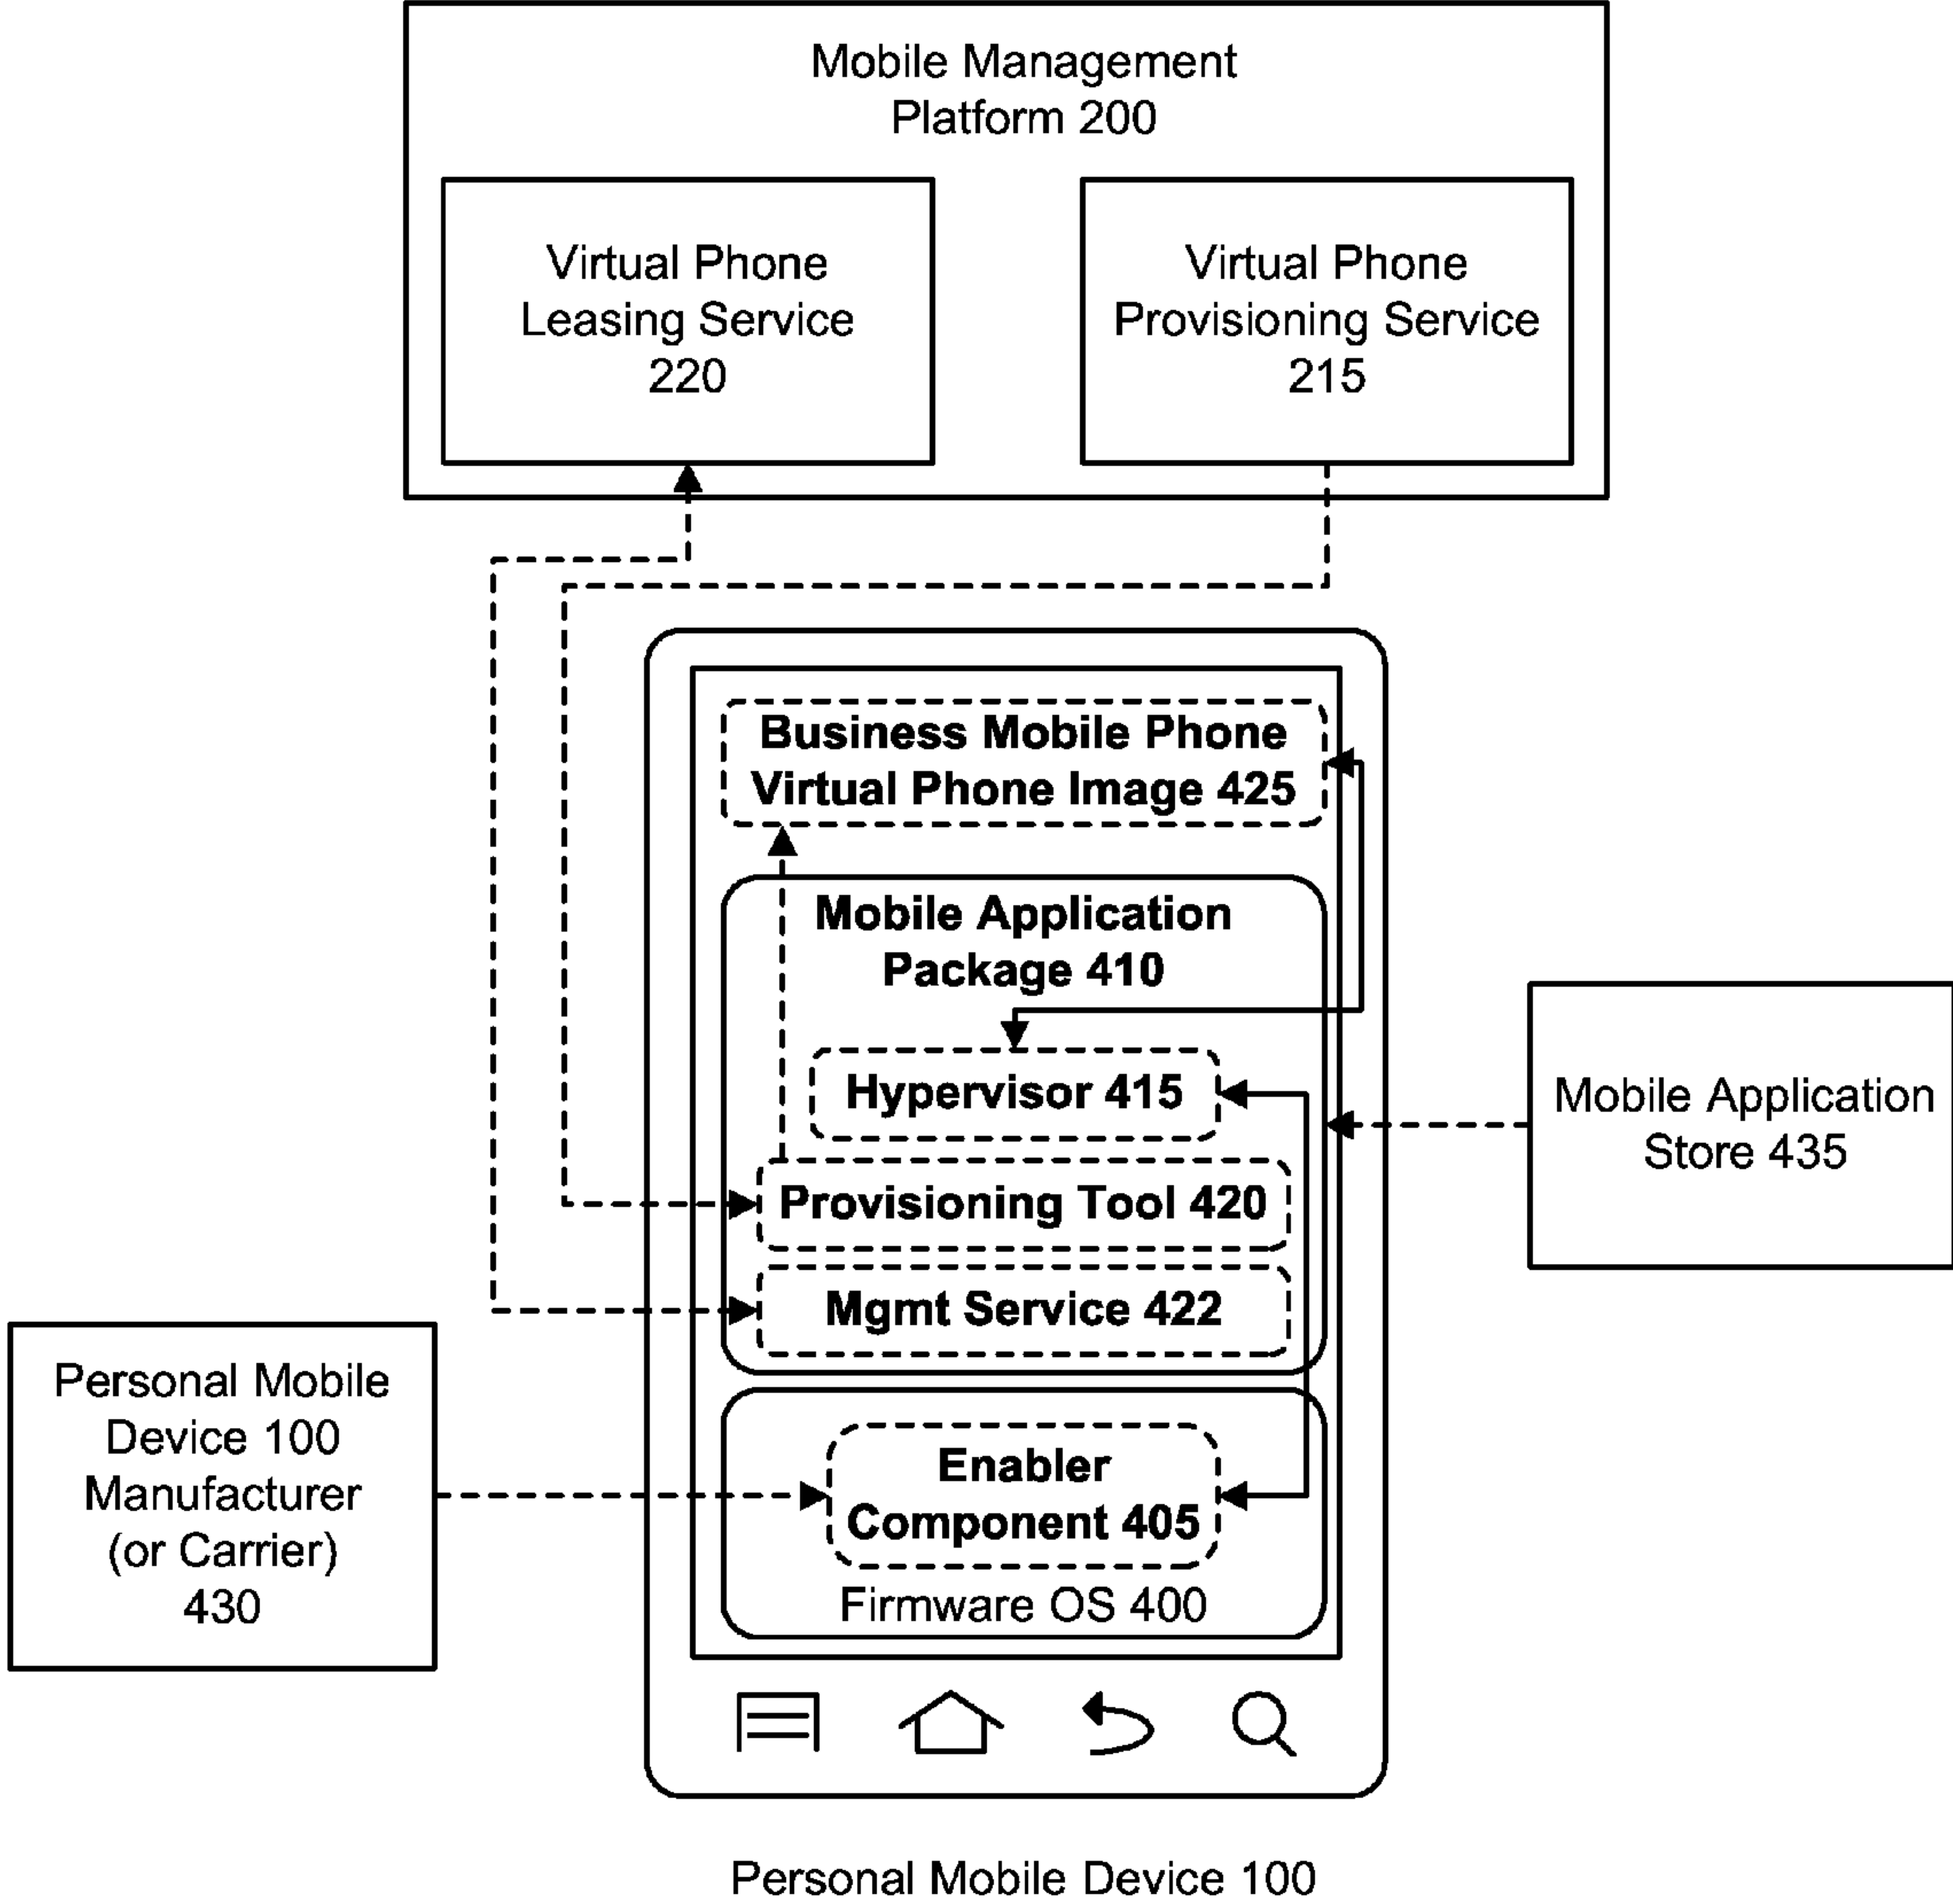 Mobile Management
Platform 200
Virtual Phone
Leasing Service
220
Virtual Phone
Provisioning Service
215
Business Mobile Phone
Virtual Phone Image 425
Mobile Application
Package 410
Hypervisor 415
Provisioning Tool 420
Mgmt Service 422
Mobile Application
Store 435
Personal Mobile
Device 100
Manufacturer
(or Carrier)
430
Enabler
Component 405
Firmware OS 400
Personal Mobile Device 100